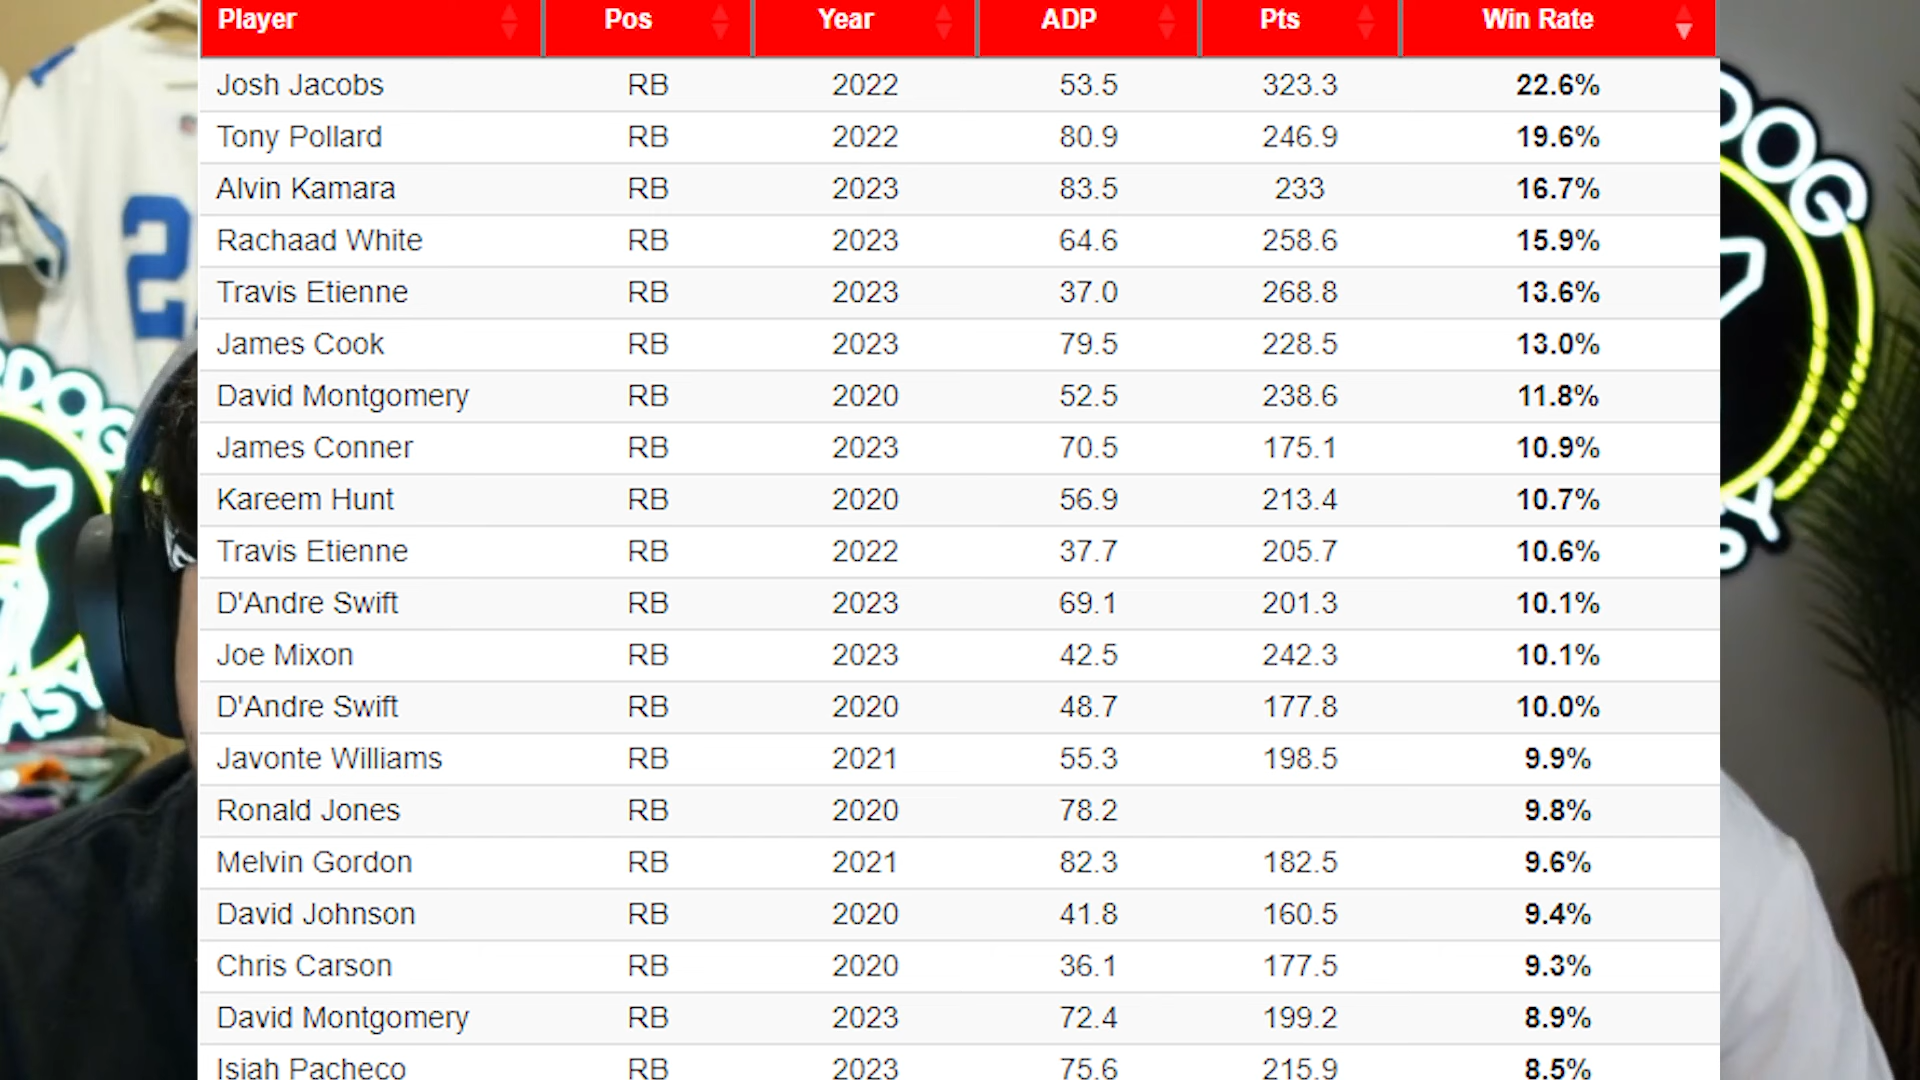 Player Pos Year ADP Pts Win Rate
Josh Jacobs RB 2022 53.5 323.3 22.6%
Tony Pollard RB 2022 80.9 246.9 19.6%
Alvin Kamara RB 2023 83.5 233 16.7%
Rachaad White RB 2023 64.6 258.6 15.9%
Travis Etienne RB 2023 37.0 268.8 13.6%
James Cook RB 2023 79.5 228.5 13.0%
David Montgomery RB 2020 52.5 238.6 11.8%
James Conner RB 2023 70.5 175.1 10.9%
Kareem Hunt RB 2020 56.9 213.4 10.7%
Travis Etienne RB 2022 37.7 205.7 10.6%
D'Andre Swift RB 2023 69.1 201.3 10.1%
Joe Mixon RB 2023 42.5 242.3 10.1%
D'Andre Swift RB 2020 48.7 177.8 10.0%
Javonte Williams RB 2021 55.3 198.5 9.9%
Ronald Jones RB 2020 78.2 9.8%
Melvin Gordon RB 2021 82.3 182.5 9.6%
David Johnson RB 2020 41.8 160.5 9.4%
Chris Carson RB 2020 36.1 177.5 9.3%
David Montgomery RB 2023 72.4 199.2 8.9%
Isiah Pacheco RB 2023 75.6 215.9 8.5%
2
DOG
DOG
ASY